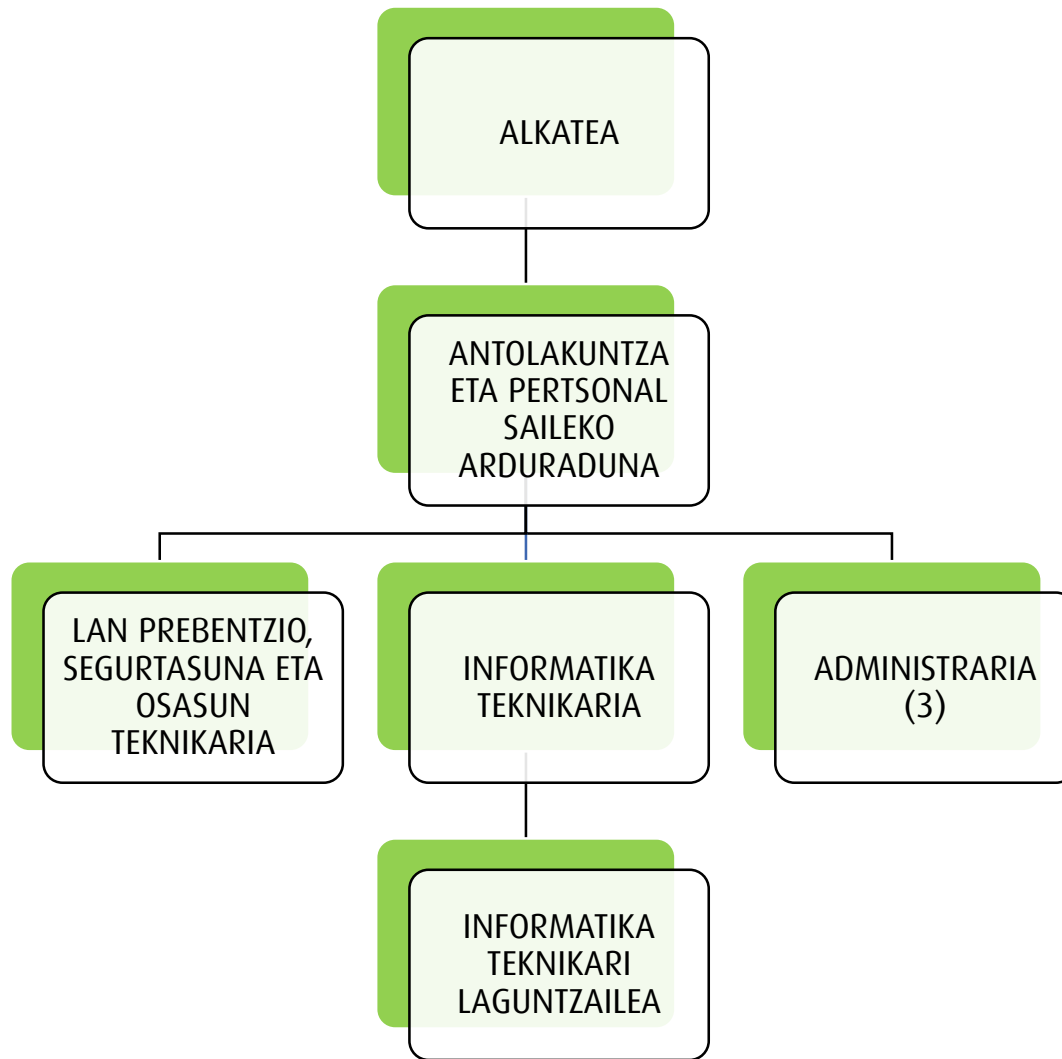 ALKATEA
ANTOLAKUNTZA
ETA PERTSONAL
SAILEKO
ARDURADUNA
LAN PREBENTZIO,
SEGURTASUNA ETA
OSASUN
TEKNIKARIA
INFORMATIKA
TEKNIKARIA
ADMINISTRARIA
(3)
INFORMATIKA
TEKNIKARI
LAGUNTZAILEA